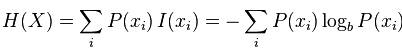 H(X) = ∑_i P(x_i) I(x_i) = − ∑_i P(x_i) log_b P(x_i)